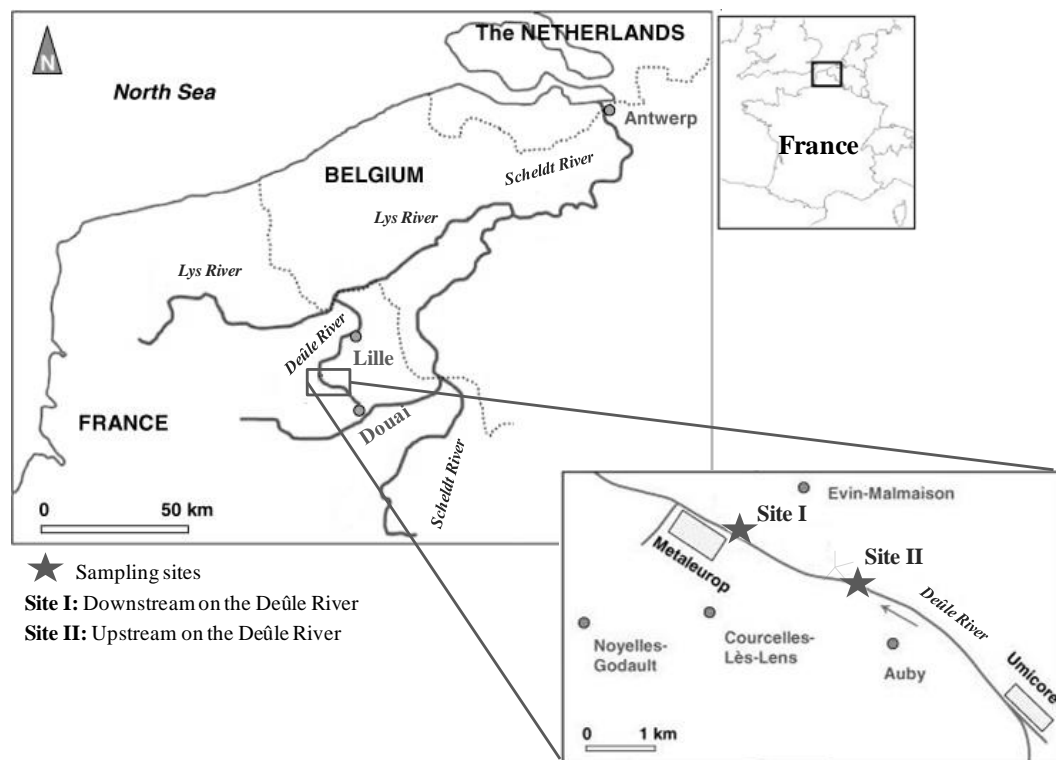 N
The NETHERLANDS
North Sea
Antwerp
BELGIUM
Scheldt River
Lys River
Lys River
Deûle River
Lille
FRANCE
Douai
Scheldt River
0 50 km
France
Sampling sites
Site I: Downstream on the Deûle River
Site II: Upstream on the Deûle River
Evin-Malmaison
Site I
Metaleurop
Site II
Deûle River
Noyelles-
Godault
Courcelles-
Lès-Lens
Auby
Umicore
0 1 km